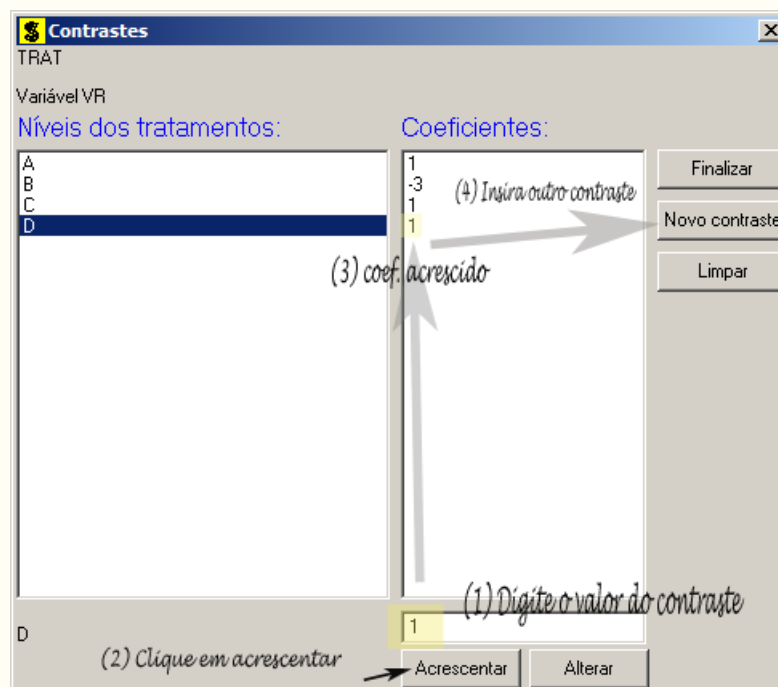 Contrastes
TRAT
Variável VR
Níveis dos tratamentos:
Coeficientes:
A
B
C
D
1
-3
1
1
Finalizar
Novo contraste
Limpar
(4) Insira outro contraste
(3) coef. acrescido
(1) Digite o valor do contraste
D
1
(2) Clique em acrescentar
Acrescentar
Alterar